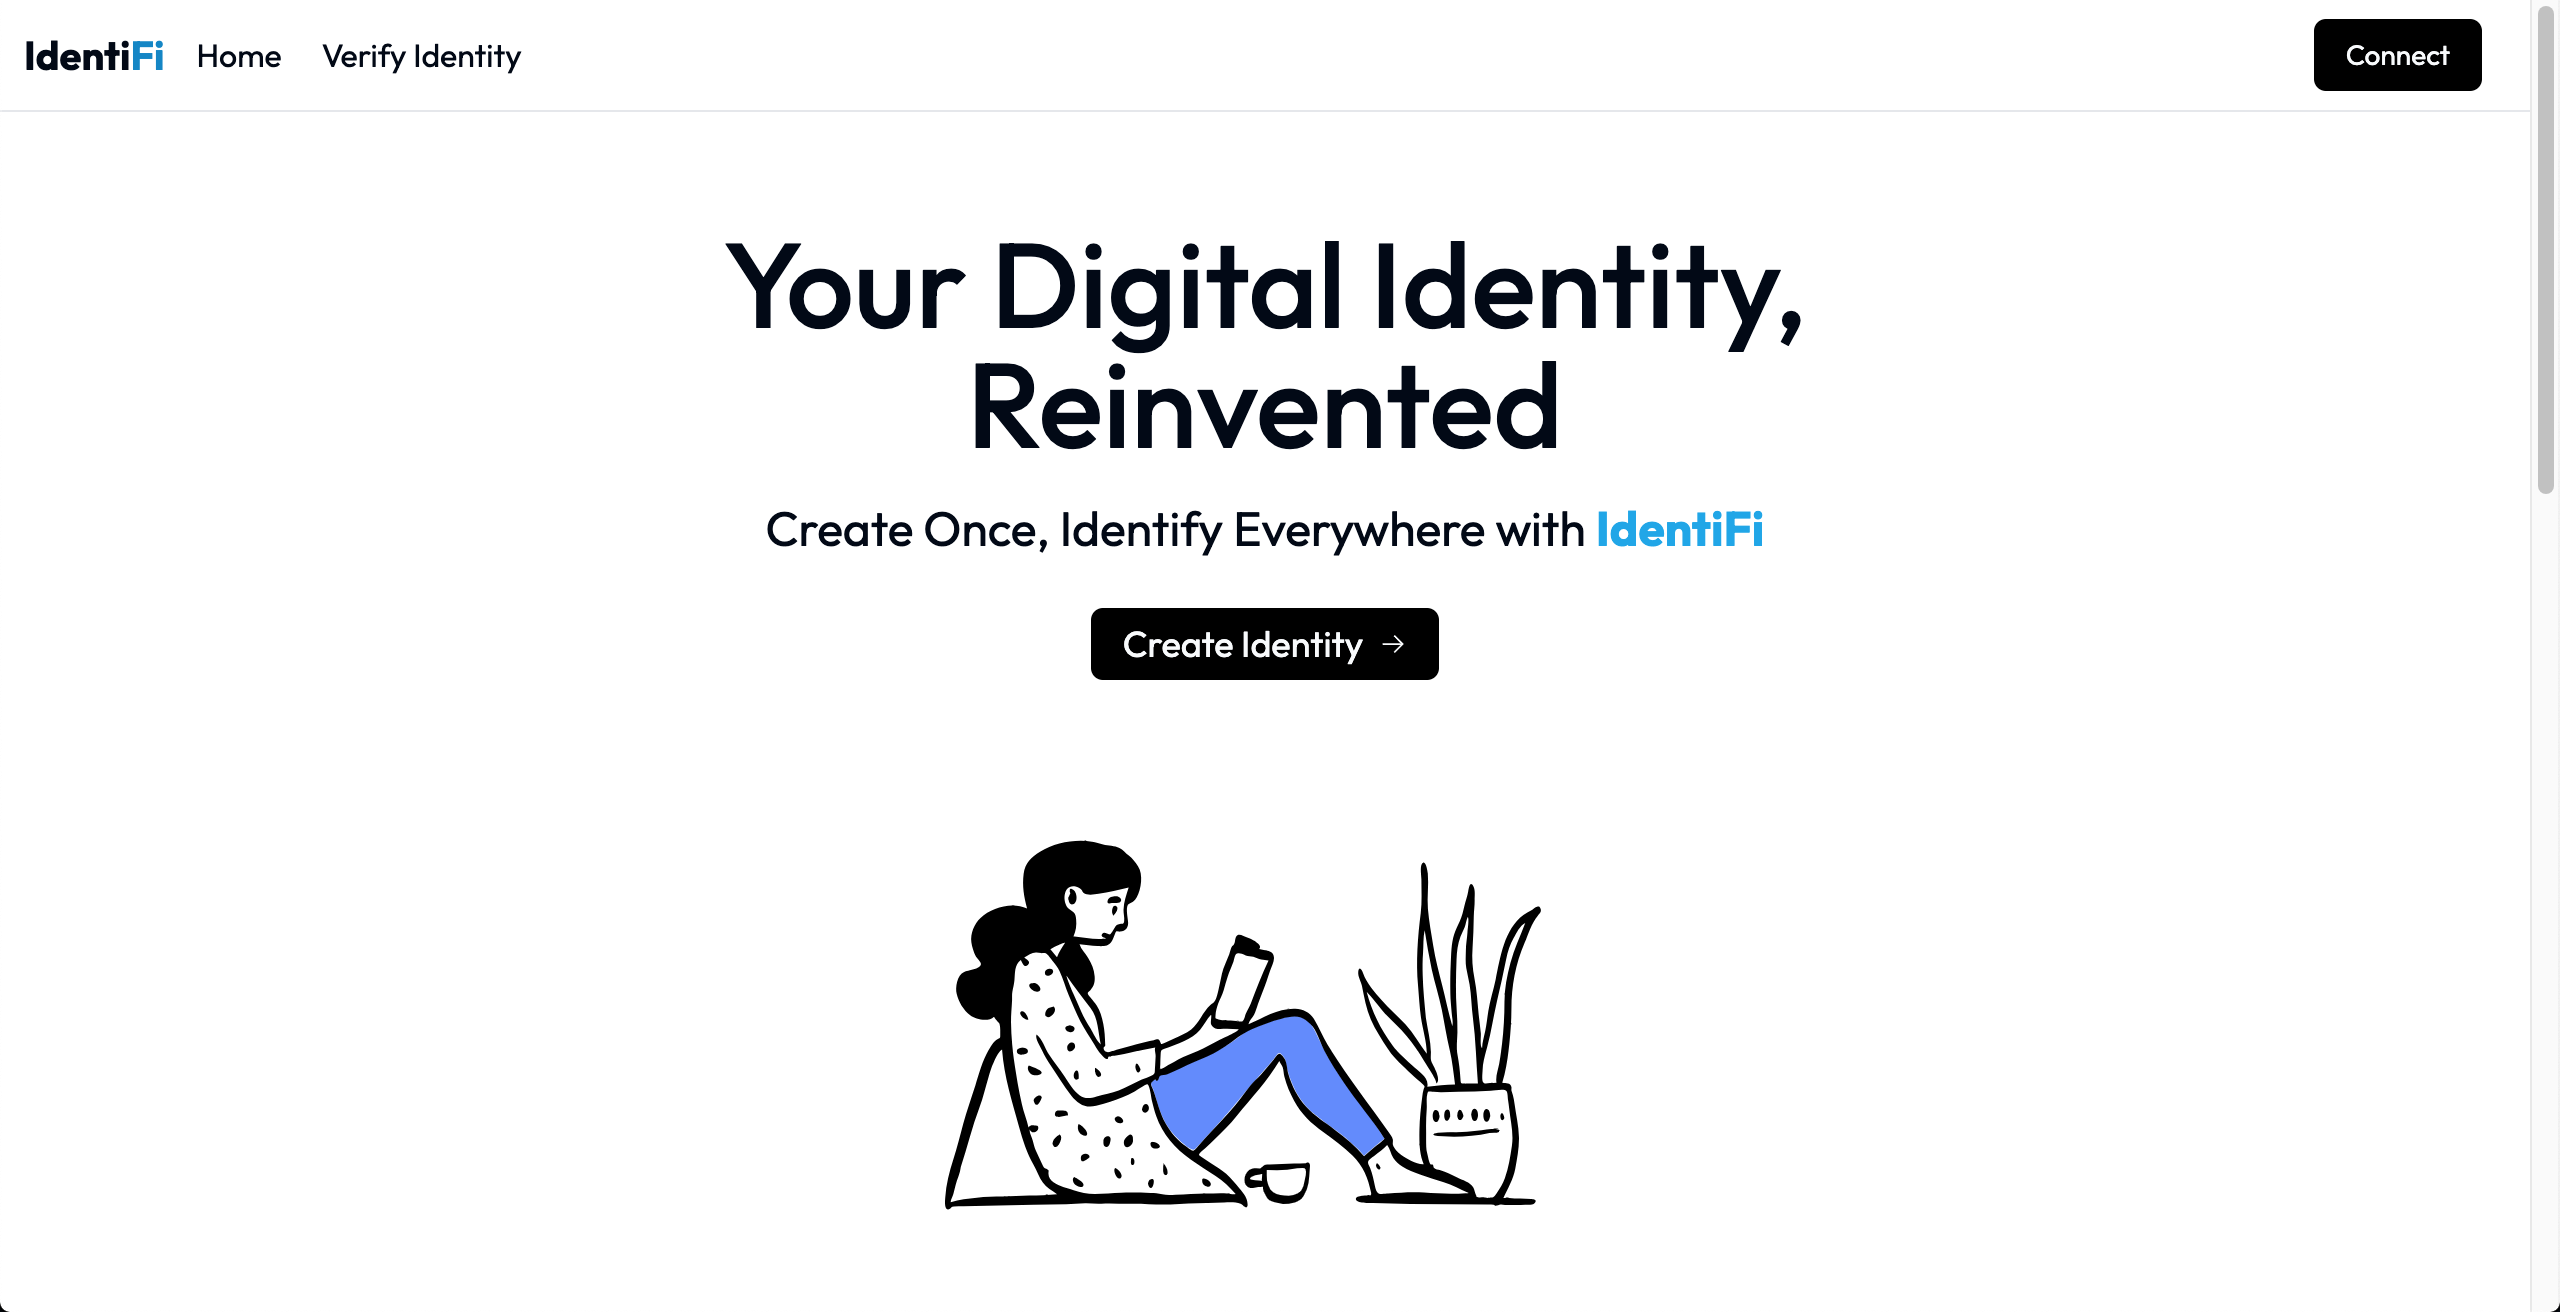 IdentiFi Home Verify Identity Connect
Your Digital Identity,
Reinvented
Create Once, Identify Everywhere with IdentiFi
Create Identity →